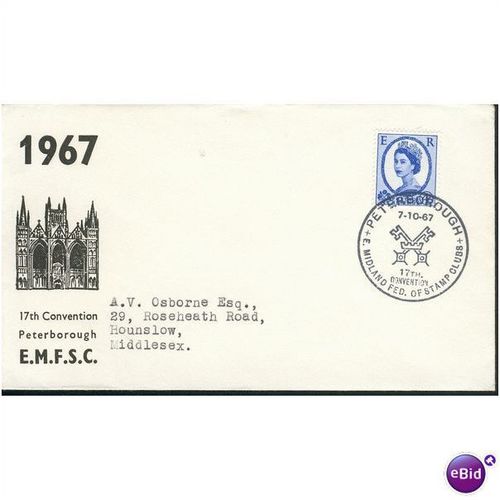 1967
17th Convention
Peterborough
E.M.F.S.C.
A.V. Osborne Esq.,
29, Roseheath Road,
Hounslow,
Middlesex.
E R
PETERBOROUGH
7-10-67
17TH.
CONVENTION
E. MIDLAND FED. OF STAMP CLUBS
eBid